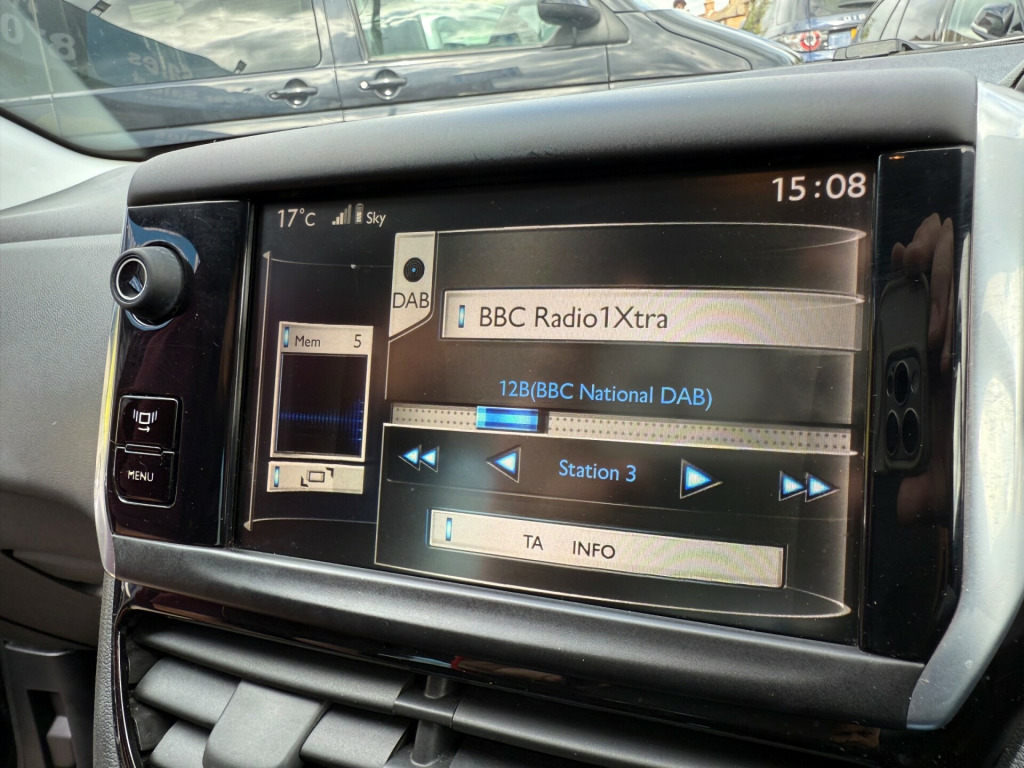 15:08
17°C Sky
DAB
BBC Radio1Xtra
Mem 5
12B(BBC National DAB)
Station 3
MENU
TA INFO